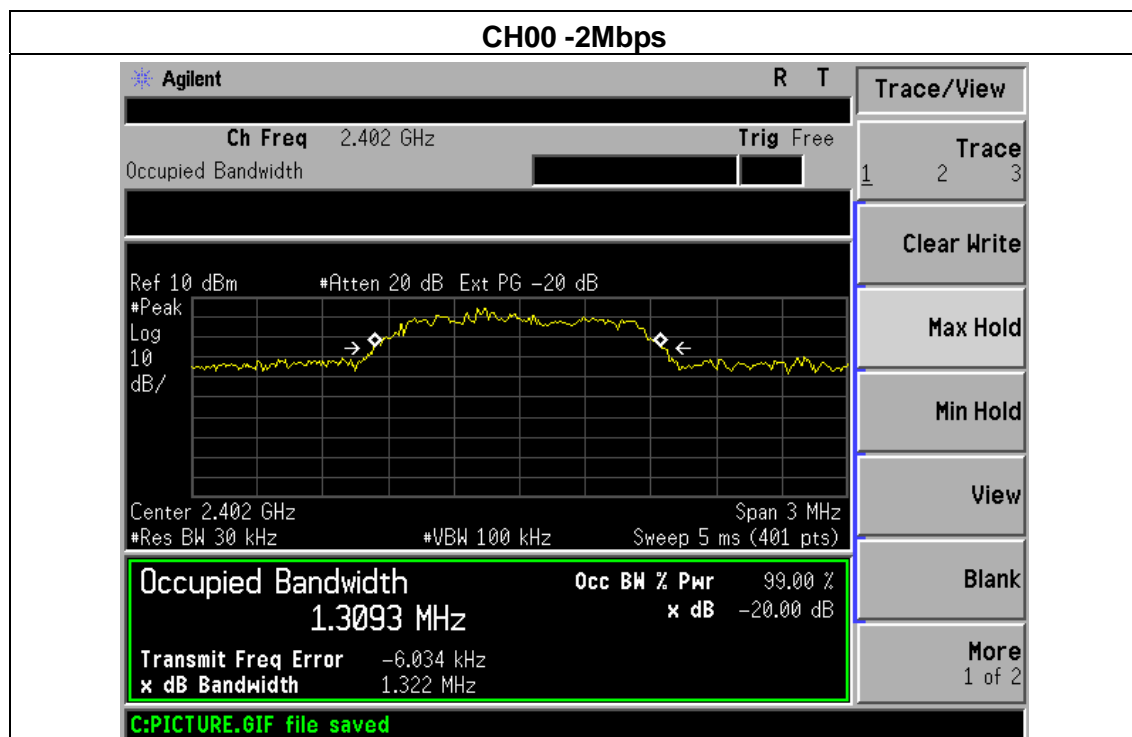 CH00 -2Mbps
Agilent R T
Trace/View
Ch Freq 2.402 GHz Trig Free
Occupied Bandwidth
Trace
1 2 3
Clear Write
Ref 10 dBm #Atten 20 dB Ext PG -20 dB
#Peak
Log
10
dB/
Max Hold
Min Hold
View
Center 2.402 GHz Span 3 MHz
#Res BW 30 kHz #VBW 100 kHz Sweep 5 ms (401 pts)
Occupied Bandwidth Occ BW % Pwr 99.00 %
1.3093 MHz x dB -20.00 dB
Blank
Transmit Freq Error -6.034 kHz
x dB Bandwidth 1.322 MHz
More
1 of 2
C:PICTURE.GIF file saved